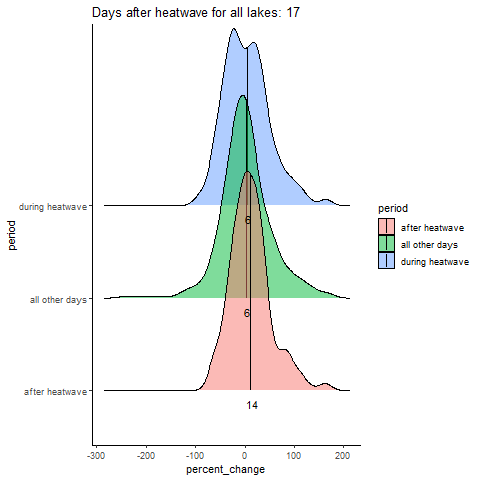 Days after heatwave for all lakes: 17
period
during heatwave
all other days
after heatwave
6
6
14
-300
-200
-100
0
100
200
percent_change
period
after heatwave
all other days
during heatwave